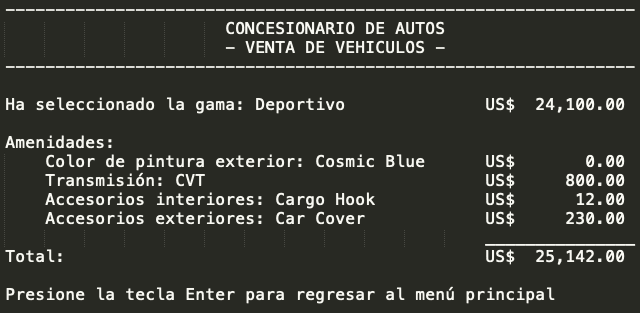 CONCESIONARIO DE AUTOS
- VENTA DE VEHICULOS -
Ha seleccionado la gama: Deportivo US$ 24,100.00
Amenidades:
Color de pintura exterior: Cosmic Blue US$ 0.00
Transmisión: CVT US$ 800.00
Accesorios interiores: Cargo Hook US$ 12.00
Accesorios exteriores: Car Cover US$ 230.00
Total: US$ 25,142.00
Presione la tecla Enter para regresar al menú principal